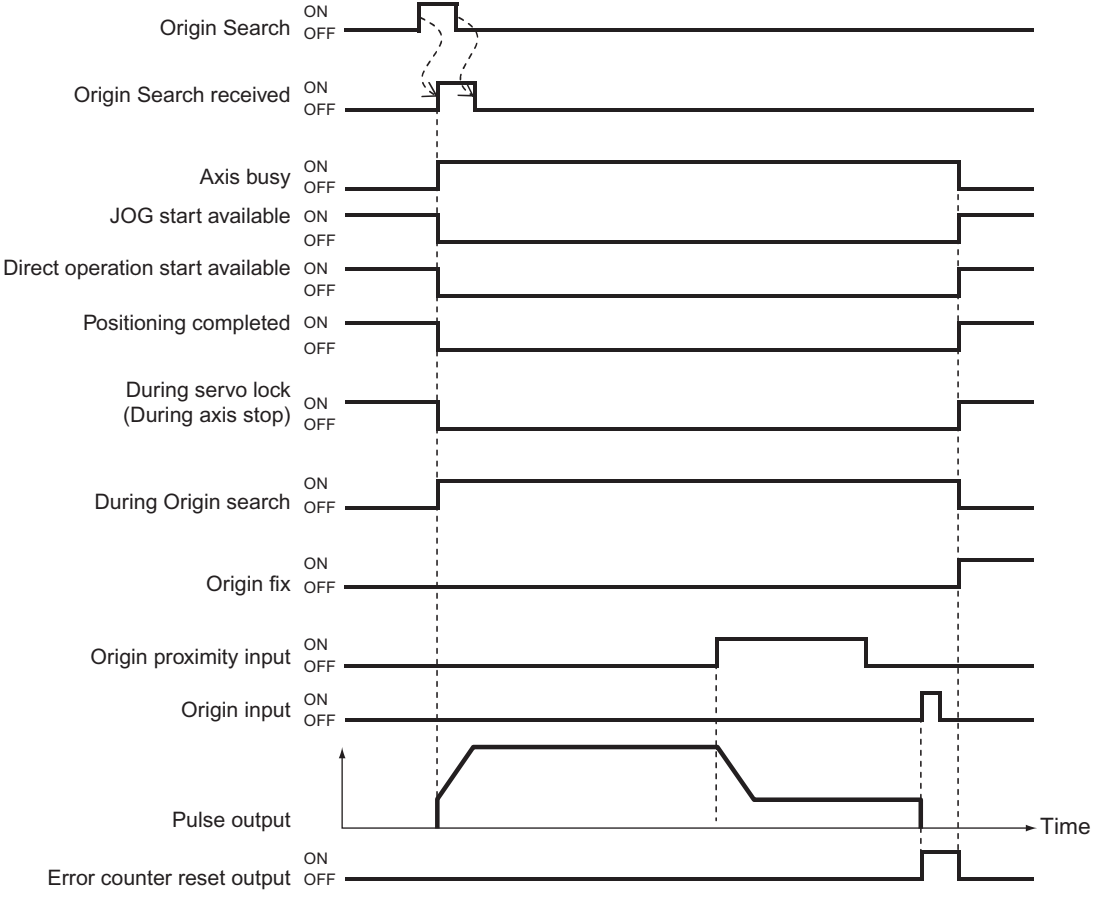 Origin Search ON
OFF
Origin Search received ON
OFF
Axis busy ON
OFF
JOG start available ON
OFF
Direct operation start available ON
OFF
Positioning completed ON
OFF
During servo lock
(During axis stop) ON
OFF
During Origin search ON
OFF
Origin fix ON
OFF
Origin proximity input ON
OFF
Origin input ON
OFF
Pulse output
Time
Error counter reset output ON
OFF